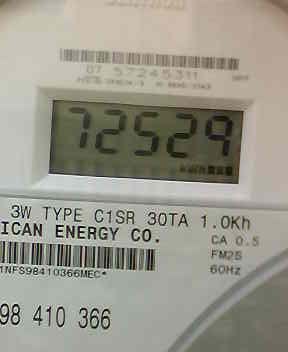 07 57245311
72529
3W TYPE C1SR 30TA 1.0Kh
ICAN ENERGY CO.
CA 0.5
FM2S
60Hz
1NFS98410366MEC*
98 410 366